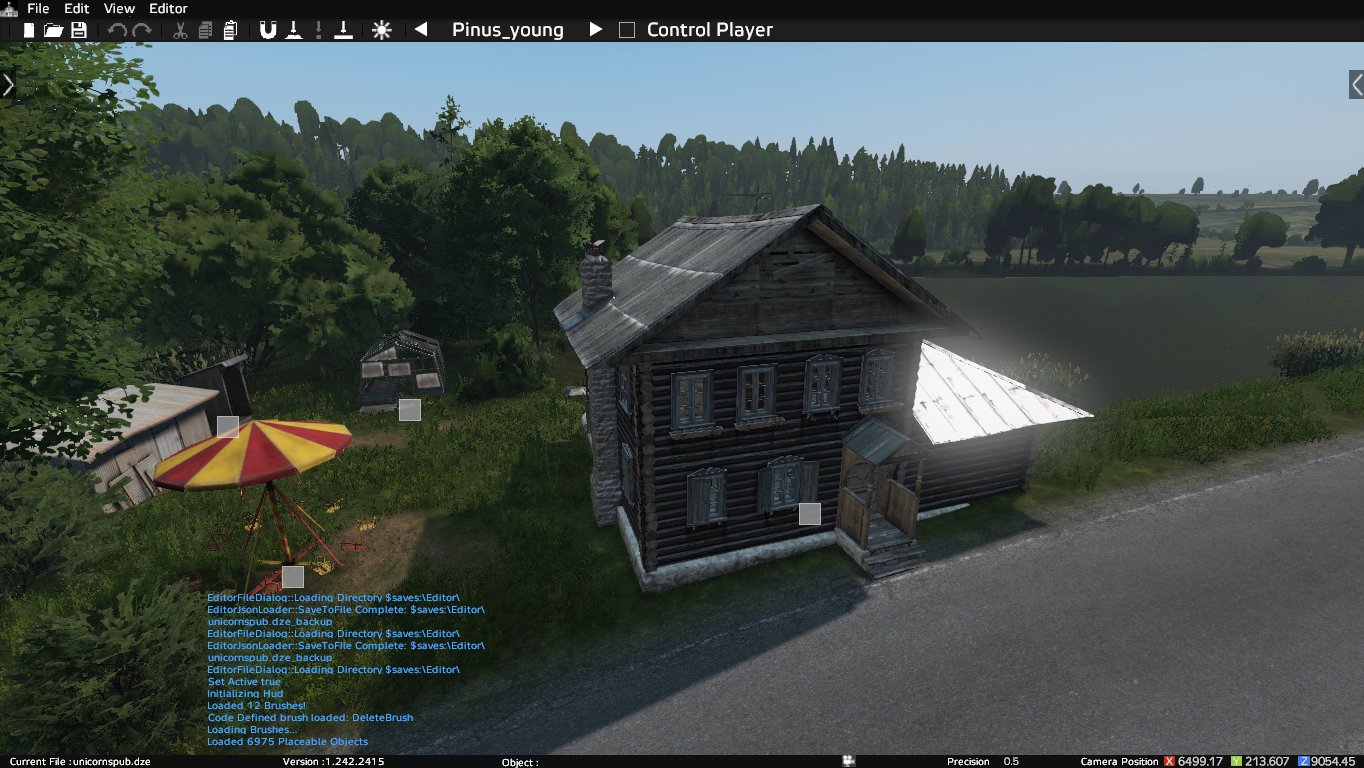 File Edit View Editor
Pinus_young Control Player
EditorFileDialog::Loading Directory $saves:\Editor\
EditorJsonLoader::SaveToFile Complete: $saves:\Editor\
unicornspub.dze_backup
EditorFileDialog::Loading Directory $saves:\Editor\
EditorJsonLoader::SaveToFile Complete: $saves:\Editor\
unicornspub.dze_backup
EditorFileDialog::Loading Directory $saves:\Editor\
Set Active true
Initializing Hud
Loaded 12 Brushes!
Code Defined brush loaded: DeleteBrush
Loading Brushes...
Loaded 6975 Placeable Objects
Current File :unicornspub.dze Version :1.242.2415 Object : Precision 0.5 Camera Position X 6499.17 Y 213.607 Z 9054.45